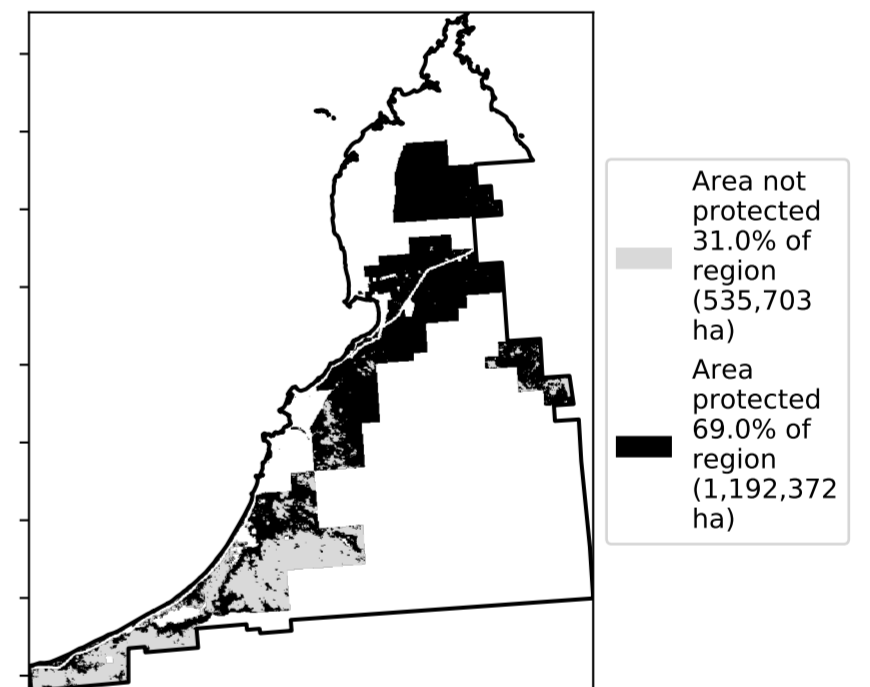 Area not
protected
31.0% of
region
(535,703
ha)
Area
protected
69.0% of
region
(1,192,372
ha)